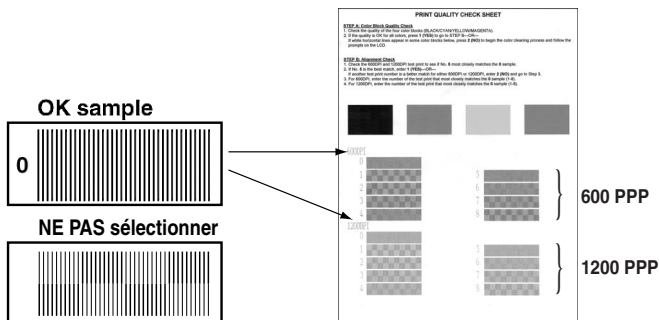 PRINT QUALITY CHECK SHEET
STEP A: Color Block Quality Check
1. Check the quality of the four color blocks (BLACK/CYAN/YELLOW/MAGENTA).
2. If the quality is OK for all colors, press 1 (YES) to go to STEP B—OR—
If white horizontal lines appear in some color blocks below, press 2 (NO) to begin the color cleaning process and follow the
prompts on the LCD.
STEP B: Alignment Check
1. Check the 600DPI and 1200DPI test print to see if No. 5 most closely matches the 0 sample.
2. If No. 5 is the best match, enter 1 (YES)—OR—
If another test print number is a better match for either 600DPI or 1200DPI, enter 2 (NO) and go to Step 3.
3. For 600DPI, enter the number of the test print that most closely matches the 0 sample (1-8).
4. For 1200DPI, enter the number of the test print that most closely matches the 0 sample (1-8).
OK sample
0
NE PAS sélectionner
600DPI
0
1 5
2 6
3 7
4 8
600 PPP
1200DPI
0
1 5
2 6
3 7
4 8
1200 PPP